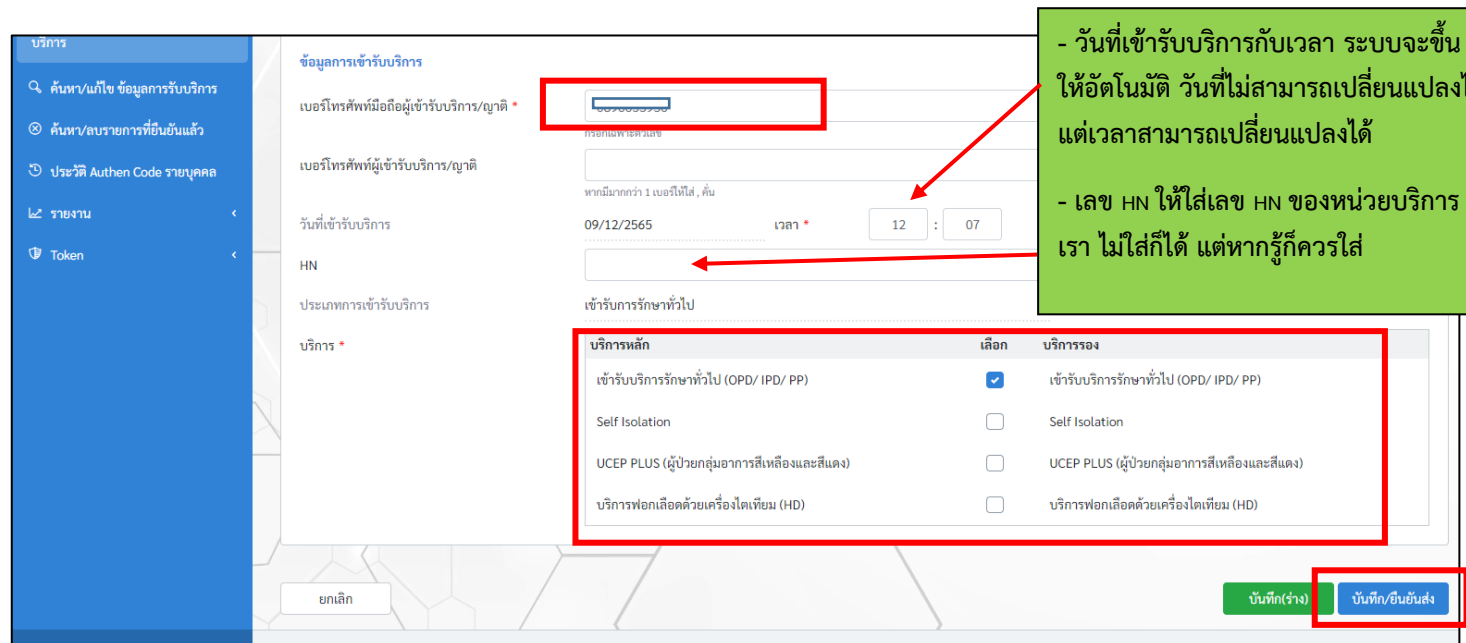 บริการ
ค้นหา/แก้ไข ข้อมูลการรับบริการ
ค้นหา/ลบรายการที่ยืนยันแล้ว
ประวัติ Authen Code รายบุคคล
รายงาน
Token
ข้อมูลการเข้ารับบริการ
เบอร์โทรศัพท์มือถือผู้เข้ารับบริการ/ญาติ *
กรอกเฉพาะตัวเลข
เบอร์โทรศัพท์ผู้เข้ารับบริการ/ญาติ
หากมีมากกว่า 1 เบอร์ให้ใส่ , คั่น
วันที่เข้ารับบริการ 09/12/2565 เวลา * 12 : 07
HN
ประเภทการเข้ารับบริการ เข้ารับการรักษาทั่วไป
บริการ * บริการหลัก เลือก บริการรอง
เข้ารับบริการรักษาทั่วไป (OPD/ IPD/ PP) เข้ารับบริการรักษาทั่วไป (OPD/ IPD/ PP)
Self Isolation Self Isolation
UCEP PLUS (ผู้ป่วยกลุ่มอาการสีเหลืองและสีแดง) UCEP PLUS (ผู้ป่วยกลุ่มอาการสีเหลืองและสีแดง)
บริการฟอกเลือดด้วยเครื่องไตเทียม (HD) บริการฟอกเลือดด้วยเครื่องไตเทียม (HD)
ยกเลิก บันทึก(ร่าง) บันทึก/ยืนยันส่ง
- วันที่เข้ารับบริการกับเวลา ระบบจะขึ้น
ให้อัตโนมัติ วันที่ไม่สามารถเปลี่ยนแปลงไ
แต่เวลาสามารถเปลี่ยนแปลงได้
- เลข HN ให้ใส่เลข HN ของหน่วยบริการ
เรา ไม่ใส่ก็ได้ แต่หากรู้ก็ควรใส่